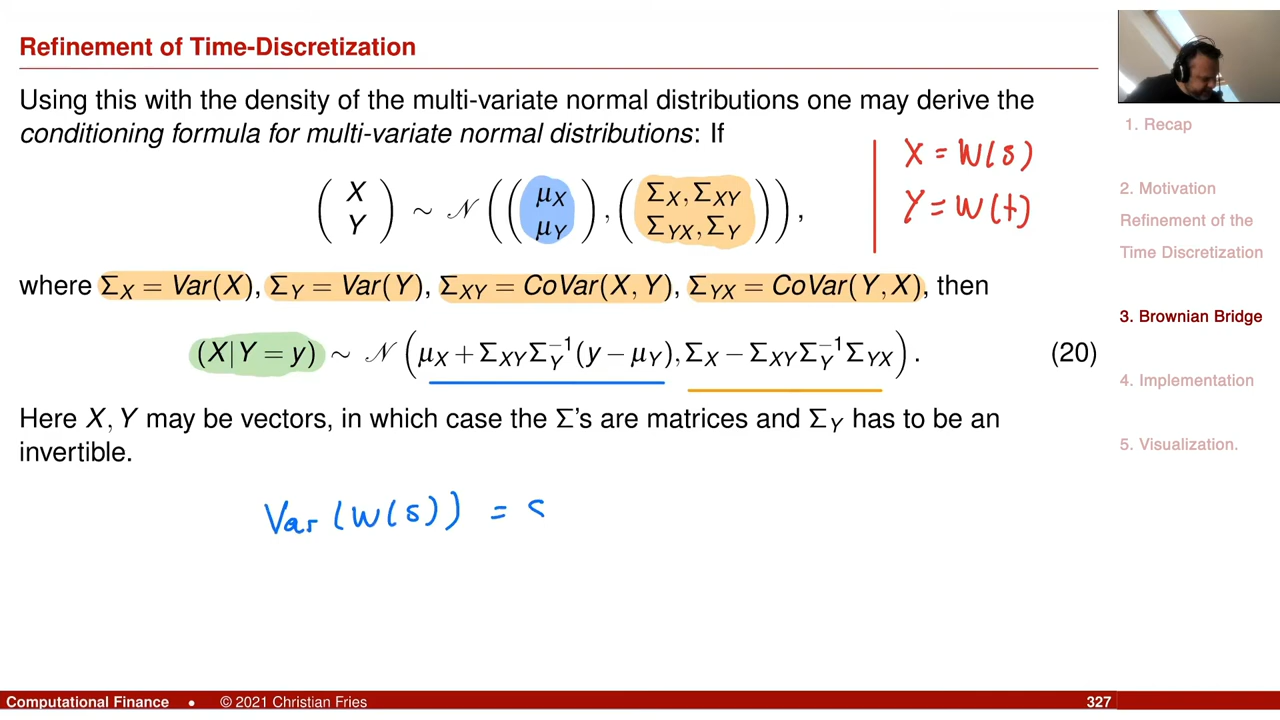 Refinement of Time-Discretization
Using this with the density of the multi-variate normal distributions one may derive the
conditioning formula for multi-variate normal distributions: If
( X Y ) ∼ 𝒩 ( ( μ_X μ_Y ), ( Σ_X, Σ_XY Σ_YX, Σ_Y ) ),
X = W(s)
Y = W(t)
where Σ_X = Var(X), Σ_Y = Var(Y), Σ_XY = CoVar(X, Y), Σ_YX = CoVar(Y, X), then
(X|Y = y) ∼ 𝒩 ( μ_X + Σ_XY Σ_Y^−1 (y − μ_Y), Σ_X − Σ_XY Σ_Y^−1 Σ_YX ). (20)
Here X, Y may be vectors, in which case the Σ's are matrices and Σ_Y has to be an
invertible.
Var (W(s)) = s
1. Recap
2. Motivation
Refinement of the
Time Discretization
3. Brownian Bridge
4. Implementation
5. Visualization.
Computational Finance • © 2021 Christian Fries 327